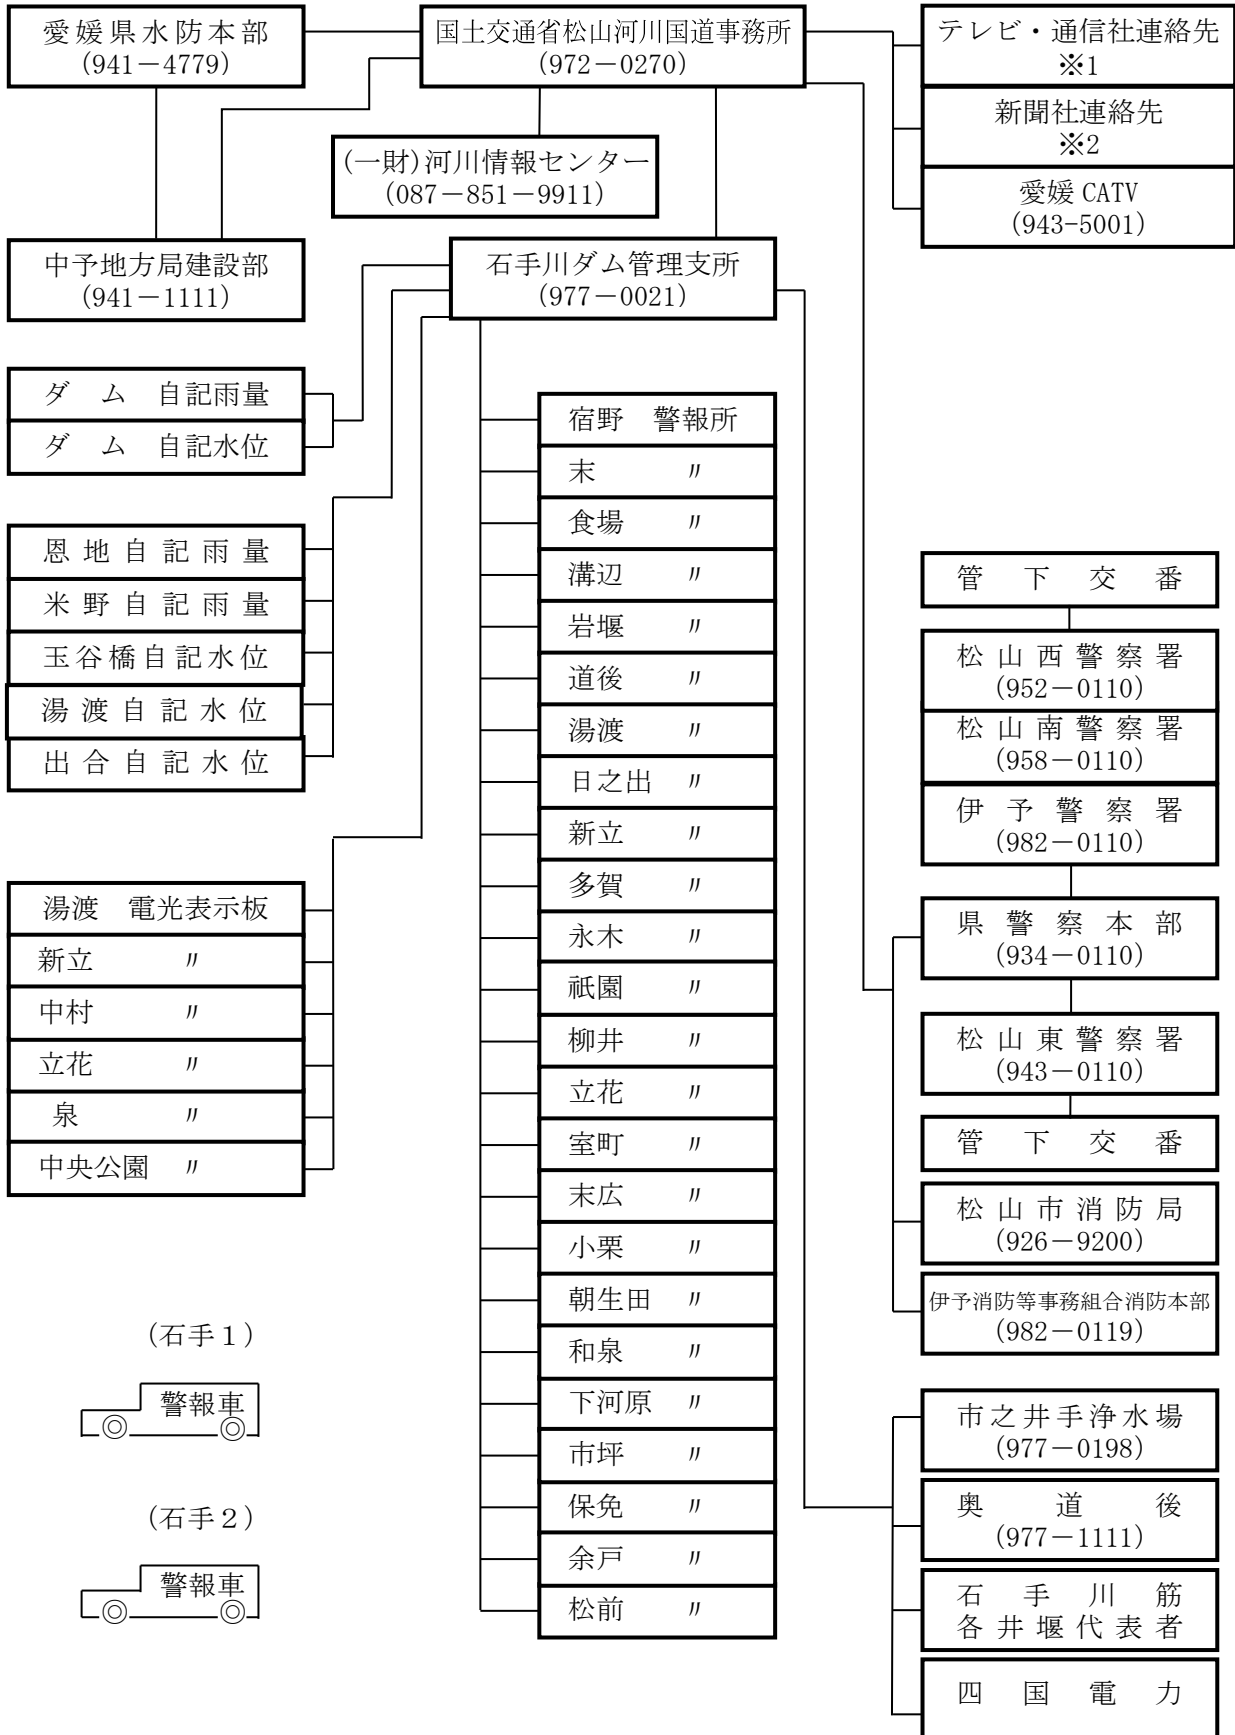 愛媛県水防本部
(941－4779)
国土交通省松山河川国道事務所
(972－0270)
テレビ・通信社連絡先
※1
新聞社連絡先
※2
愛媛 CATV
(943-5001)
(一財)河川情報センター
(087－851－9911)
中予地方局建設部
(941－1111)
石手川ダム管理支所
(977－0021)
ダム　自記雨量
ダム　自記水位
恩地自記雨量
米野自記雨量
玉谷橋自記水位
湯渡自記水位
出合自記水位
湯渡　電光表示板
新立　〃
中村　〃
立花　〃
泉　〃
中央公園　〃
(石手１)
警報車
(石手２)
警報車
宿野　警報所
末　〃
食場　〃
溝辺　〃
岩堰　〃
道後　〃
湯渡　〃
日之出　〃
新立　〃
多賀　〃
永木　〃
祇園　〃
柳井　〃
立花　〃
室町　〃
末広　〃
小栗　〃
朝生田　〃
和泉　〃
下河原　〃
市坪　〃
保免　〃
余戸　〃
松前　〃
管下交番
松山西警察署
(952－0110)
松山南警察署
(958－0110)
伊予警察署
(982－0110)
県警察本部
(934－0110)
松山東警察署
(943－0110)
管下交番
松山市消防局
(926－9200)
伊予消防等事務組合消防本部
(982－0119)
市之井手浄水場
(977－0198)
奥道後
(977－1111)
石手川筋
各井堰代表者
四国電力